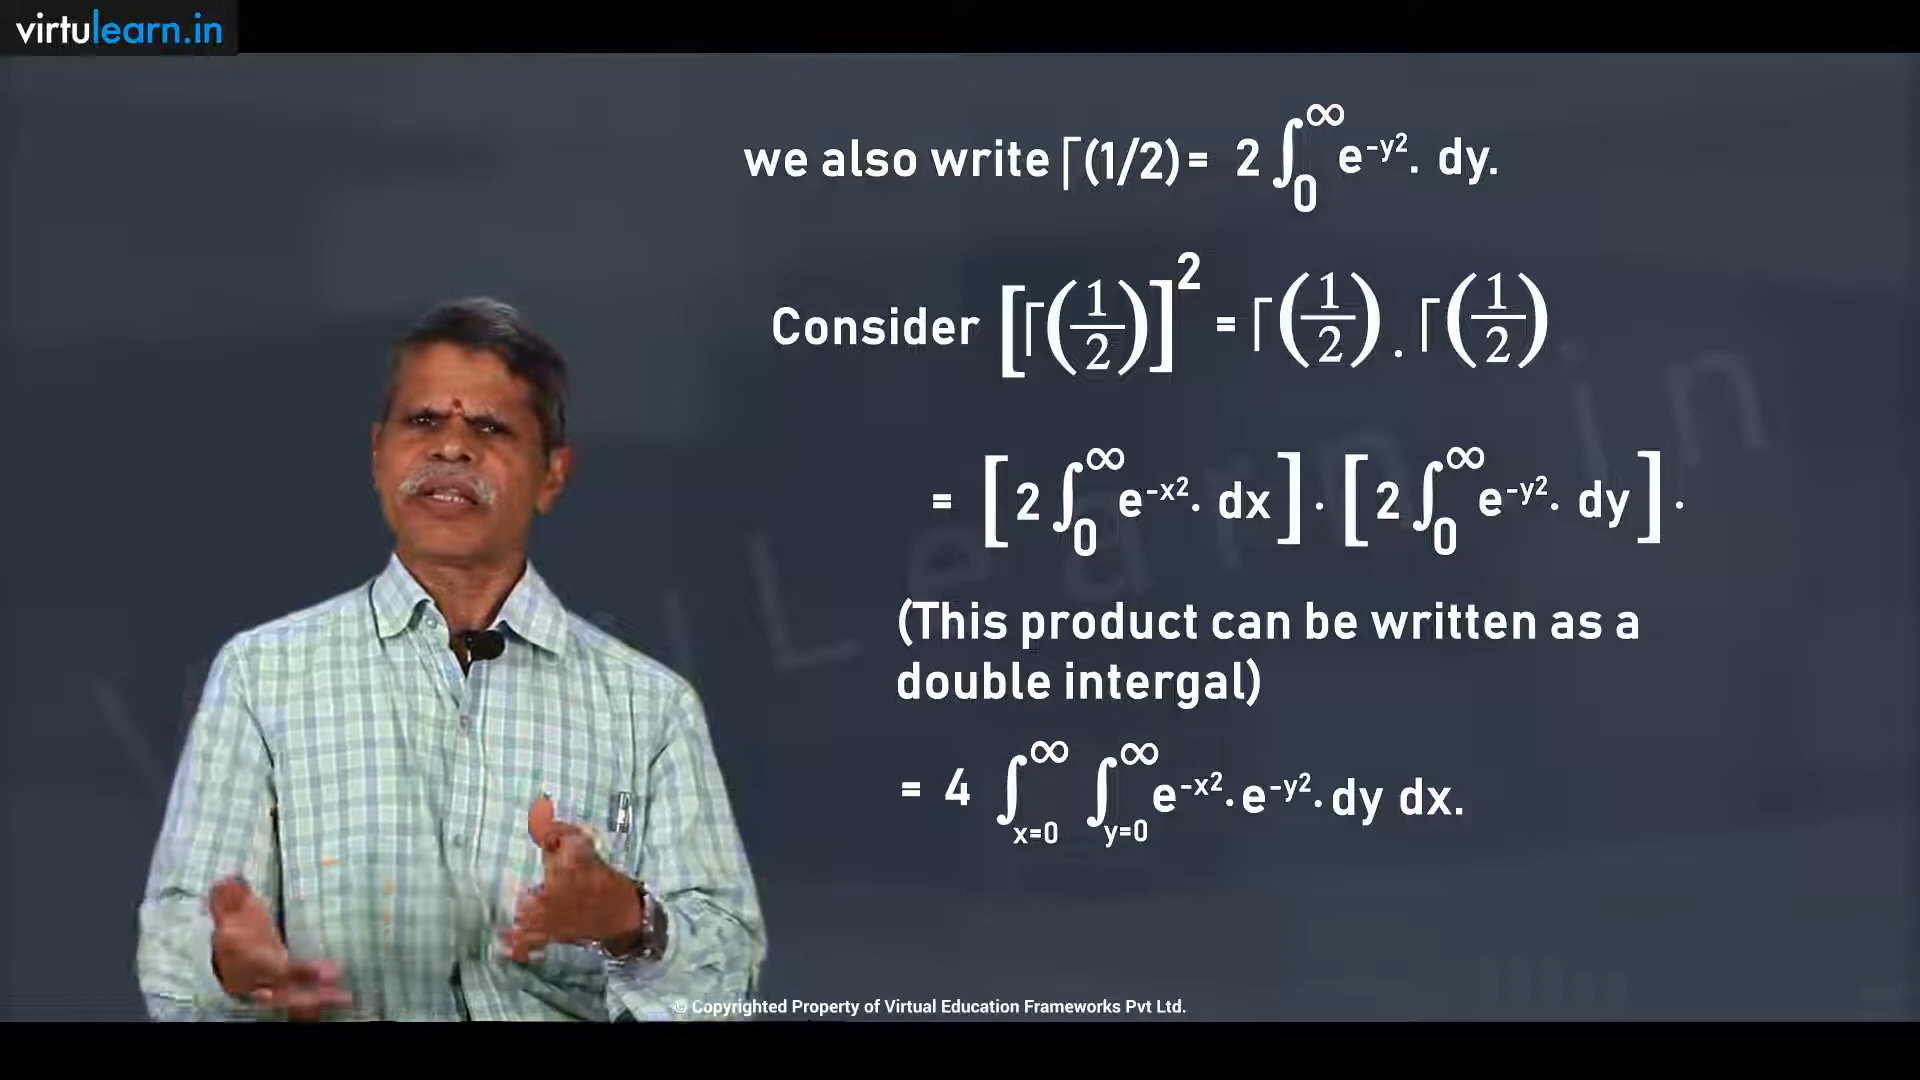 virtulearn.in
we also write Γ(1/2) = 2 ∫₀^∞ e^{-y²}. dy.
Consider [Γ(1/2)]² = Γ(1/2) . Γ(1/2)
= [2 ∫₀^∞ e^{-x²}. dx] . [2 ∫₀^∞ e^{-y²}. dy] .
(This product can be written as a
double intergal)
= 4 ∫_{x=0}^∞ ∫_{y=0}^∞ e^{-x²}. e^{-y²}. dy dx.
© Copyrighted Property of Virtual Education Frameworks Pvt Ltd.